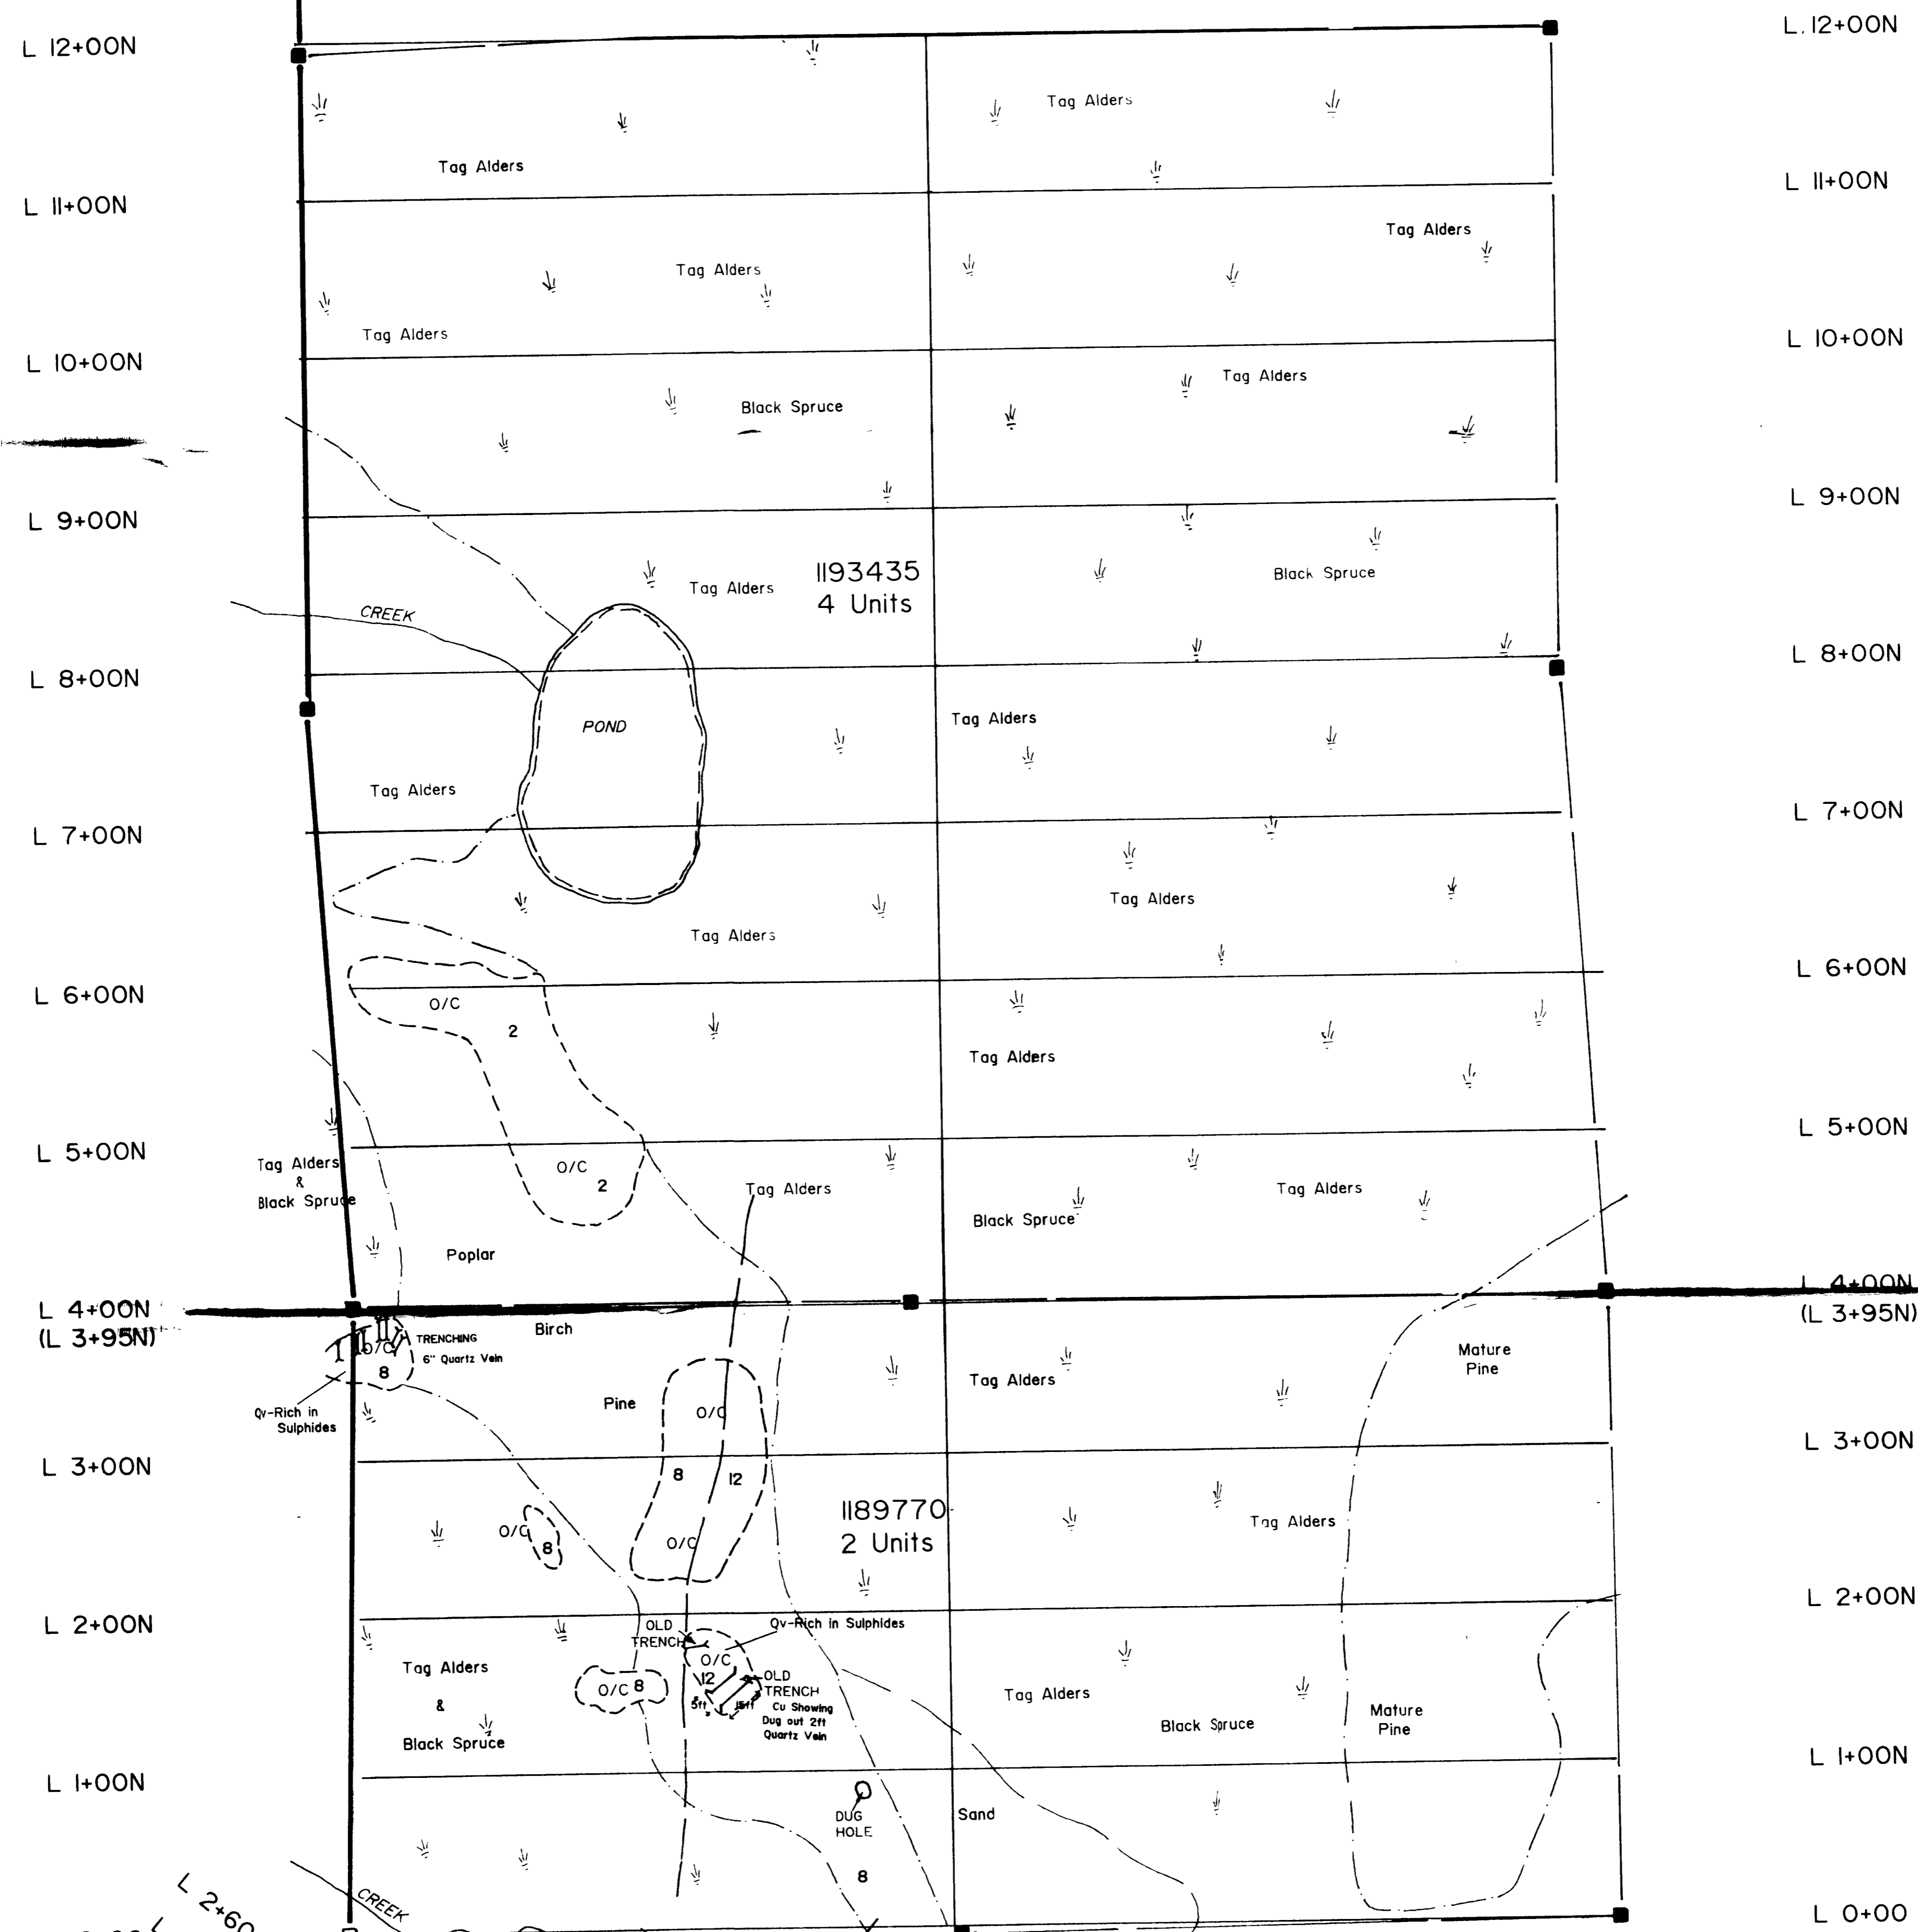 L 12+00N
L. 12+00N
Tag Alders
Tag Alders
L 11+00N
L 11+00N
Tag Alders
Tag Alders
Tag Alders
L 10+00N
L 10+00N
Tag Alders
Black Spruce
L 9+00N
L 9+00N
1193435
4 Units
Tag Alders
Black Spruce
CREEK
L 8+00N
L 8+00N
POND
Tag Alders
Tag Alders
L 7+00N
L 7+00N
Tag Alders
Tag Alders
L 6+00N
L 6+00N
O/C
2
Tag Alders
L 5+00N
L 5+00N
Tag Alders
&
Black Spruce
O/C
2
Tag Alders
Tag Alders
Black Spruce
Poplar
L 4+00N
(L 3+95N)
L 4+00N
(L 3+95N)
Birch
TRENCHING
6" Quartz Vein
O/C
8
Qv-Rich in
Sulphides
Pine
O/C
Tag Alders
Mature
Pine
L 3+00N
L 3+00N
8
12
O/C
8
O/C
1189770
2 Units
Tag Alders
L 2+00N
L 2+00N
OLD
TRENCH
Qv-Rich in Sulphides
O/C
12
5ft
15ft
OLD
TRENCH
Cu Showing
Dug out 2ft
Quartz Vein
O/C 8
Tag Alders
&
Black Spruce
Tag Alders
Black Spruce
Mature
Pine
L 1+00N
L 1+00N
DUG
HOLE
Sand
8
L 2+60
CREEK
L 0+00